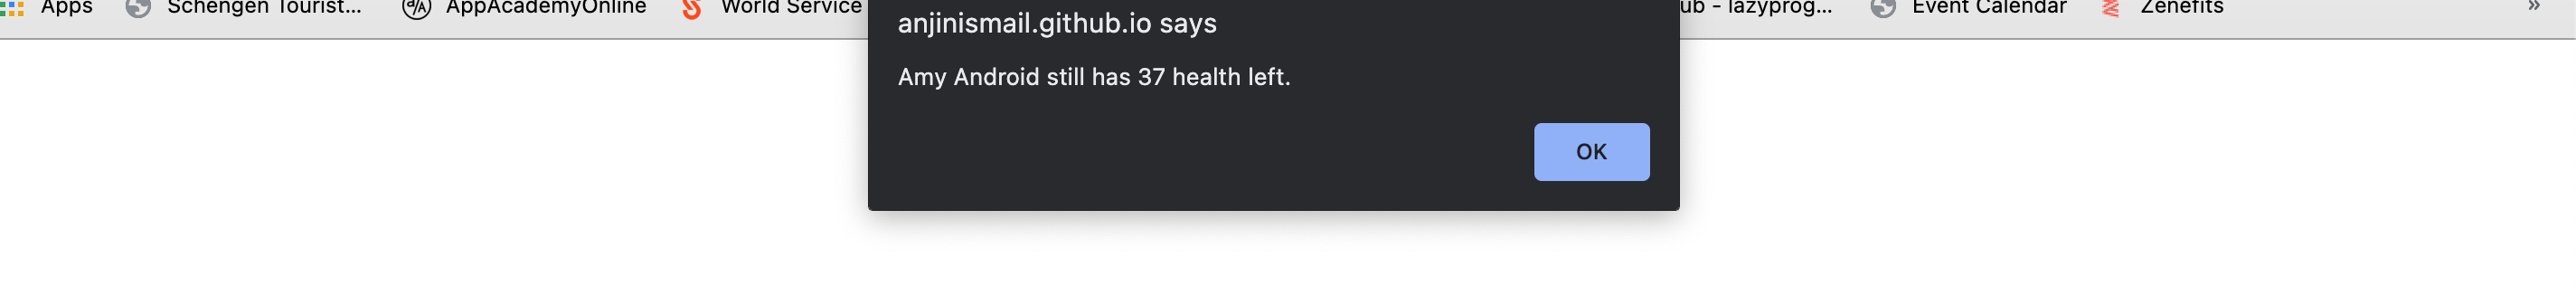 Apps Schengen Tourist... AppAcademyOnline World Service ub - lazyprog... Event Calendar Zenefits »
anjinismail.github.io says
Amy Android still has 37 health left.
OK